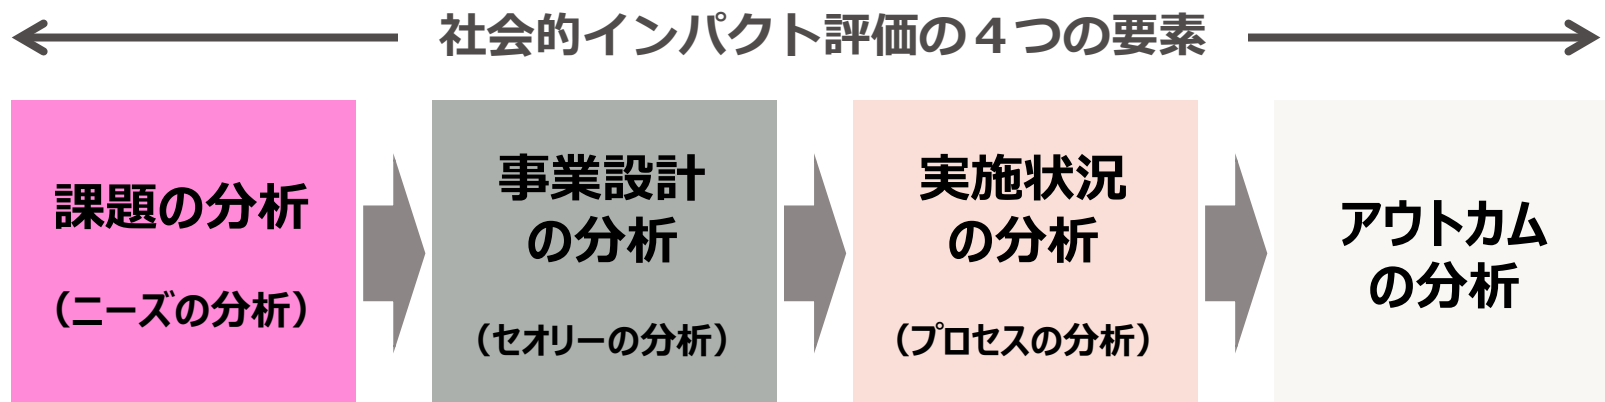 社会的インパクト評価の４つの要素
課題の分析
（ニーズの分析）
事業設計
の分析
（セオリーの分析）
実施状況
の分析
（プロセスの分析）
アウトカム
の分析